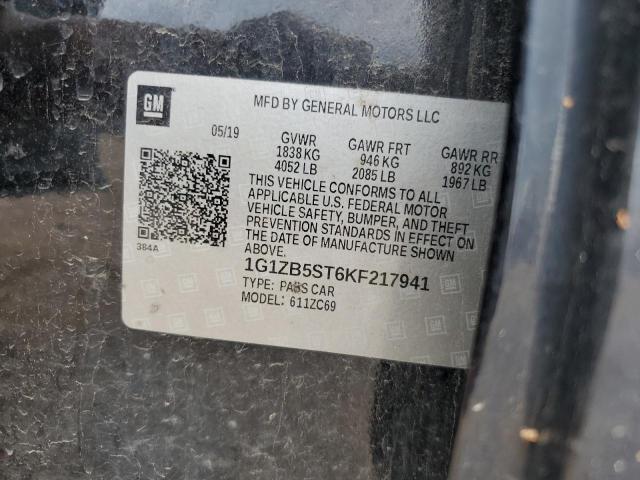 GM
MFD BY GENERAL MOTORS LLC
05/19 GVWR GAWR FRT GAWR RR
1838 KG 946 KG 892 KG
4052 LB 2085 LB 1967 LB
THIS VEHICLE CONFORMS TO ALL
APPLICABLE U.S. FEDERAL MOTOR
VEHICLE SAFETY, BUMPER, AND THEFT
PREVENTION STANDARDS IN EFFECT ON
THE DATE OF MANUFACTURE SHOWN
ABOVE.
384A
1G1ZB5ST6KF217941
TYPE: PASS CAR
MODEL: 611ZC69